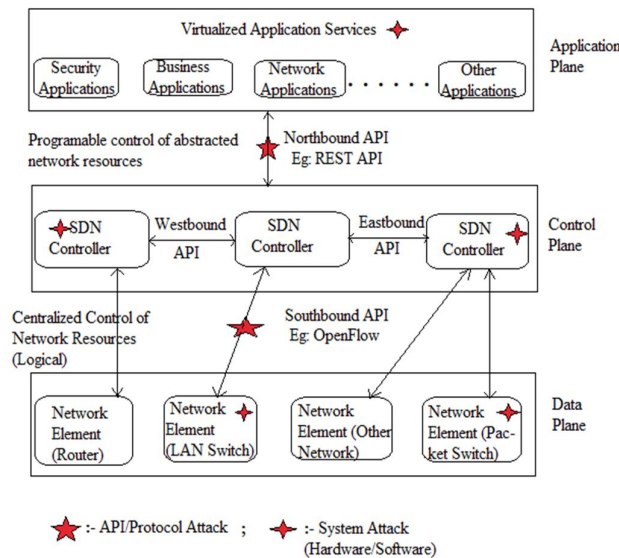 Virtualized Application Services
Application
Plane
Security
Applications
Business
Applications
Network
Applications
. . . . . .
Other
Applications
Programable control of abstracted
network resources
Northbound API
Eg: REST API
SDN
Controller
Westbound
API
SDN
Controller
Eastbound
API
SDN
Controller
Control
Plane
Centralized Control of
Network Resources
(Logical)
Southbound API
Eg: OpenFlow
Network
Element
(Router)
Network
Element
(LAN Switch)
Network
Element (Other
Network)
Network
Element (Pac-
ket Switch)
Data
Plane
:- API/Protocol Attack ;
:- System Attack
(Hardware/Software)